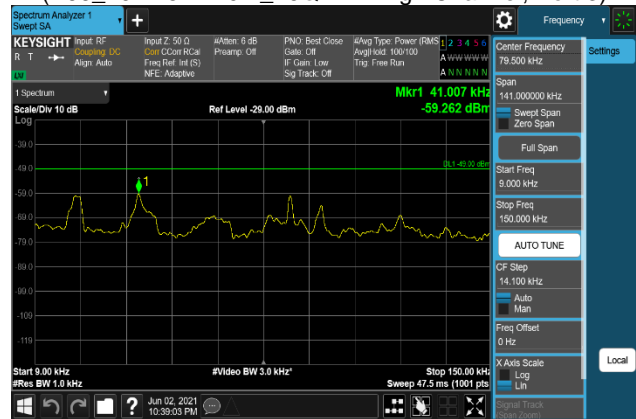 Spectrum Analyzer 1
Swept SA
Frequency
KEYSIGHT
R T
LW
Input: RF
Coupling: DC
Align: Auto
Input Z: 50 Ω
Corr CCorr RCal
Freq Ref: Int (S)
NFE: Adaptive
#Atten: 6 dB
Preamp: Off
PNO: Best Close
Gate: Off
IF Gain: Low
Sig Track: Off
#Avg Type: Power (RMS
Avg|Hold: 100/100
Trig: Free Run
1 2 3 4 5 6
A W W W W W
A N N N N N
1 Spectrum
Mkr1 41.007 kHz
Scale/Div 10 dB
Ref Level -29.00 dBm
-59.262 dBm
Log
-39.0
-49.0
DL1 -49.00 dBm
1
-59.0
-69.0
-79.0
-89.0
-99.0
-109
-119
Start 9.00 kHz
#Video BW 3.0 kHz*
Stop 150.00 kHz
#Res BW 1.0 kHz
Sweep 47.5 ms (1001 pts
Center Frequency
79.500 kHz
Settings
Span
141.000000 kHz
Swept Span
Zero Span
Full Span
Start Freq
9.000 kHz
Stop Freq
150.000 kHz
AUTO TUNE
CF Step
14.100 kHz
Auto
Man
Freq Offset
0 Hz
X Axis Scale
Log
Lin
Local
Signal Track
(Span Zoom)
Jun 02, 2021
10:39:03 PM